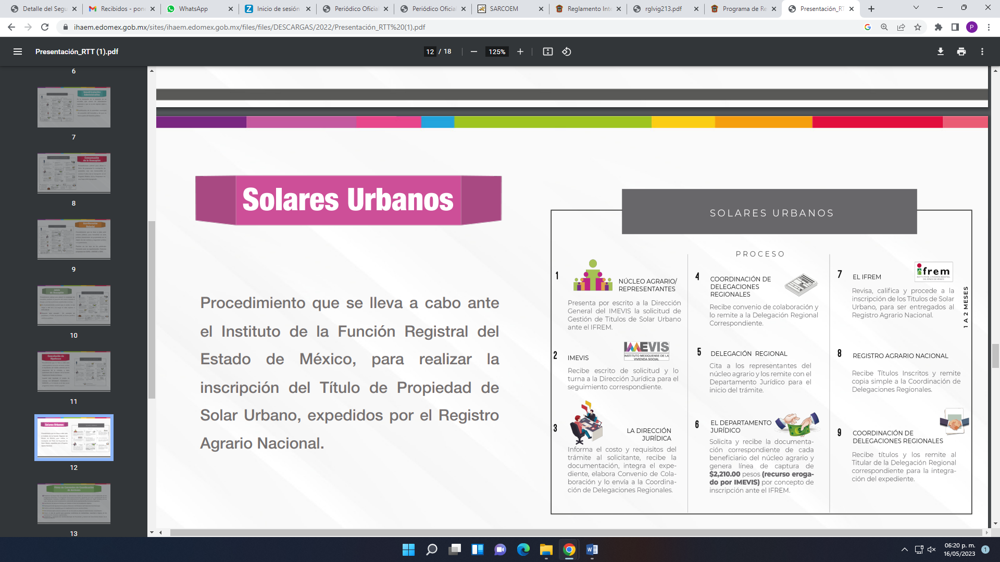 Detalle del Segu
Recibidos - pon
WhatsApp
Inicio de sesión
Periódico Oficia
Periódico Oficia
SARCOEM
Reglamento Int
rglvig213.pdf
Programa de Re
Presentación_RT
ihaem.edomex.gob.mx/sites/ihaem.edomex.gob.mx/files/files/DESCARGAS/2022/Presentación_RTT%20(1).pdf
P
Presentación_RTT (1).pdf
12 / 18
125%
6
7
8
9
10
11
12
13
Solares Urbanos
Procedimiento que se lleva a cabo ante
el Instituto de la Función Registral del
Estado de México, para realizar la
inscripción del Título de Propiedad de
Solar Urbano, expedidos por el Registro
Agrario Nacional.
SOLARES URBANOS
PROCESO
1
NÚCLEO AGRARIO/
REPRESENTANTES
Presenta por escrito a la Dirección
General del IMEVIS la solicitud de
Gestión de Titulos de Solar Urbano
ante el IFREM.
2
IMEVIS
IMEVIS
INSTITUTO MEXIQUENSE DE LA
VIVIENDA SOCIAL
Recibe escrito de solicitud y lo
turna a la Dirección Jurídica para el
seguimiento correspondiente.
3
LA DIRECCIÓN
JURÍDICA
Informa el costo y requisitos del
trámite al solicitante, recibe la
documentación, integra el expe-
diente, elabora Convenio de Cola-
boración y lo envía a la Coordina-
ción de Delegaciones Regionales.
4
COORDINACIÓN DE
DELEGACIONES
REGIONALES
Recibe convenio de colaboración y
lo remite a la Delegación Regional
Correspondiente.
5
DELEGACIÓN REGIONAL
Cita a los representantes del
núcleo agrario y los remite con el
Departamento Jurídico para el
inicio del trámite.
6
EL DEPARTAMENTO
JURÍDICO
Solicita y recibe la documenta-
ción correspondiente de cada
beneficiario del núcleo agrario y
genera línea de captura de
$2,210.00 pesos (recurso eroga-
do por IMEVIS) por concepto de
inscripción ante el IFREM.
7
EL IFREM
ifrem
Revisa, califica y procede a la
inscripción de los Titulos de Solar
Urbano, para ser entregados al
Registro Agrario Nacional.
1 A 2 MESES
8
REGISTRO AGRARIO NACIONAL
Recibe Títulos Inscritos y remite
copia simple a la Coordinación de
Delegaciones Regionales.
9
COORDINACIÓN DE
DELEGACIONES REGIONALES
Recibe títulos y los remite al
Titular de la Delegación Regional
correspondiente para la integra-
ción del expediente.
06:20 p. m.
16/05/2023
1